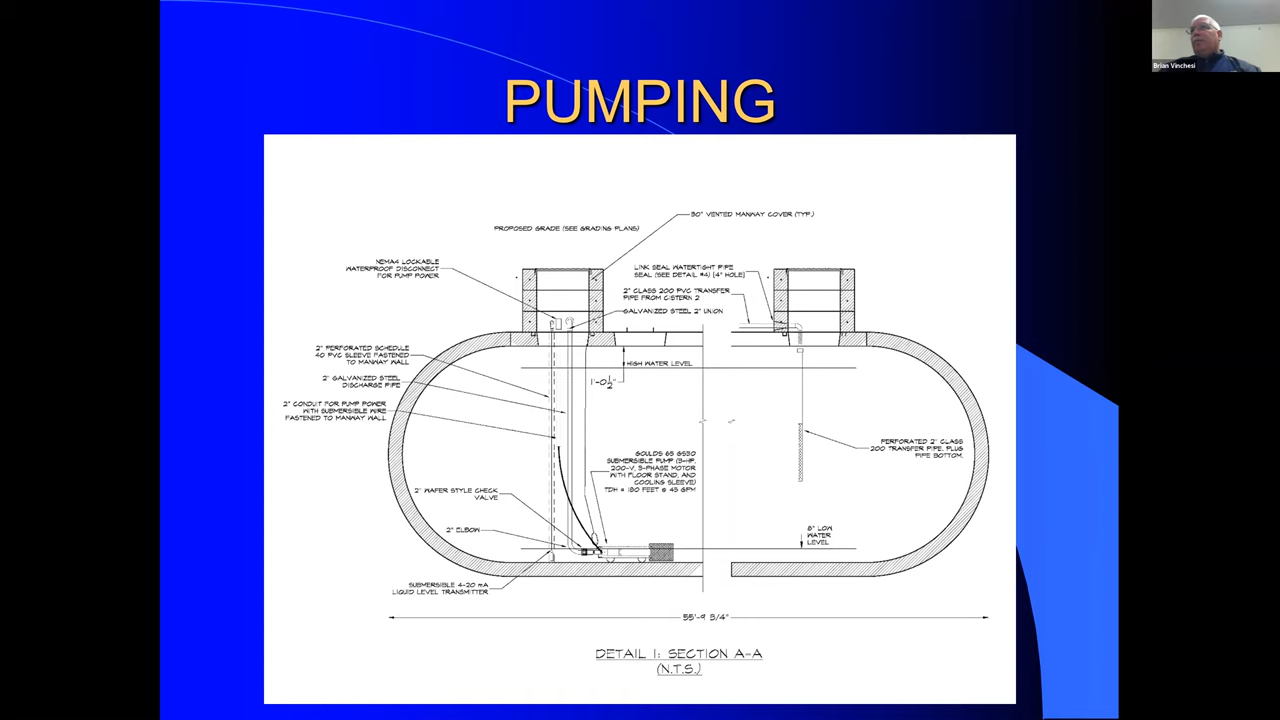 PUMPING
Brian Vinchesi
30" VENTED MANWAY COVER (TYP.)
PROPOSED GRADE (SEE GRADING PLANS)
NEMA4 LOCKABLE
WATERPROOF DISCONNECT
FOR PUMP POWER
LINK SEAL WATERTIGHT PIPE
SEAL (SEE DETAIL #4) (4" HOLE)
2" CLASS 200 PVC TRANSFER
PIPE FROM CISTERN 2
GALVANIZED STEEL 2" UNION
2" PERFORATED SCHEDULE
40 PVC SLEEVE FASTENED
TO MANWAY WALL
HIGH WATER LEVEL
1'-0 1/2"
2" GALVANIZED STEEL
DISCHARGE PIPE
2" CONDUIT FOR PUMP POWER
WITH SUBMERSIBLE WIRE
FASTENED TO MANWAY WALL
PERFORATED 2" CLASS
200 TRANSFER PIPE. PLUG
PIPE BOTTOM.
GOULDS 65 GS30
SUBMERSIBLE PUMP (3-HP,
200-V, 3-PHASE MOTOR
WITH FLOOR STAND, AND
COOLING SLEEVE)
TDH = 180 FEET @ 45 GPM
2" WAFER STYLE CHECK
VALVE
2" ELBOW
8" LOW
WATER
LEVEL
SUBMERSIBLE 4-20 mA
LIQUID LEVEL TRANSMITTER
55'-9 3/4"
DETAIL 1: SECTION A-A
(N.T.S.)